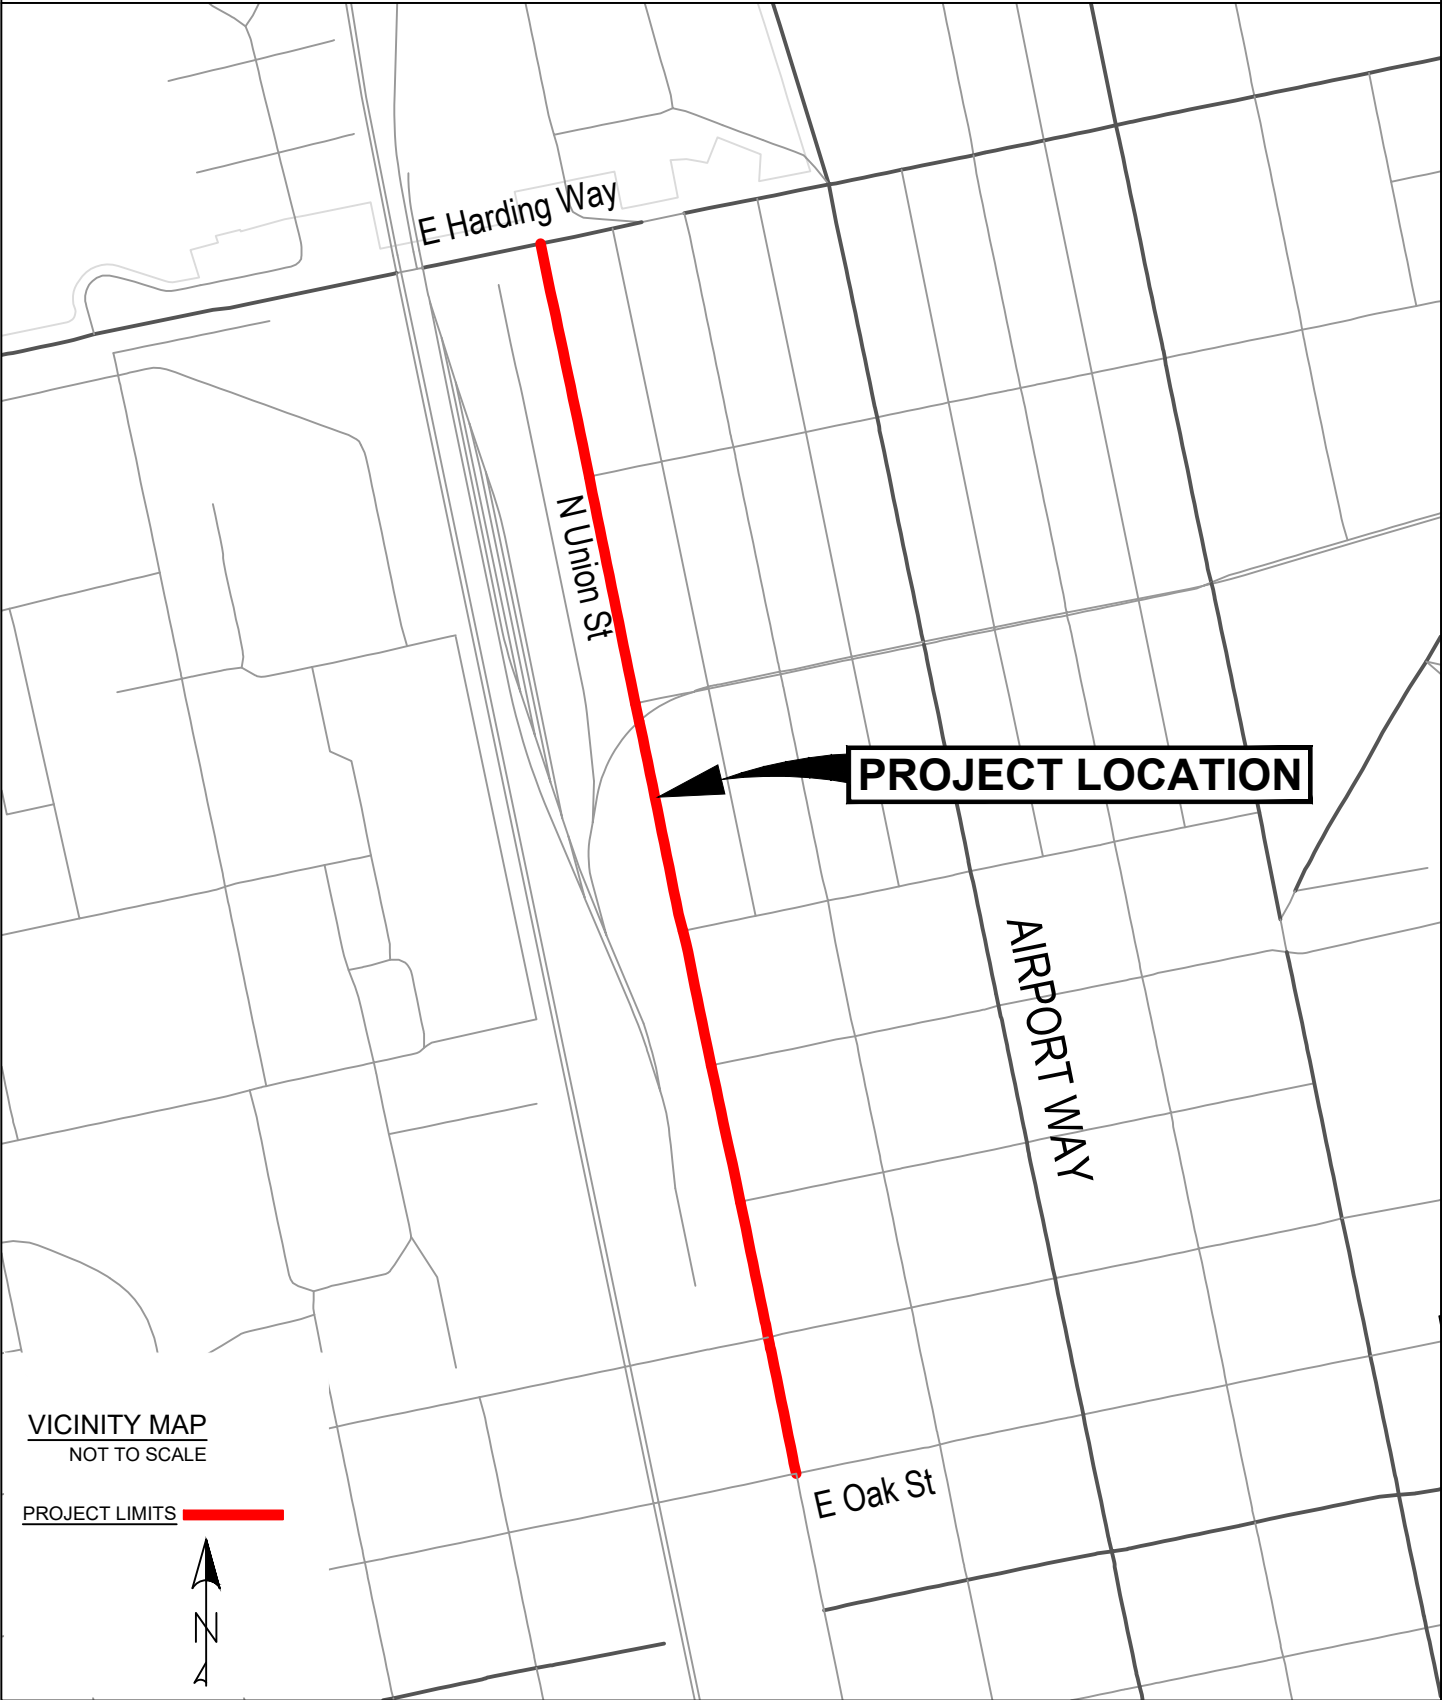 E Harding Way
N Union St
PROJECT LOCATION
AIRPORT WAY
VICINITY MAP
NOT TO SCALE
E Oak St
PROJECT LIMITS
N